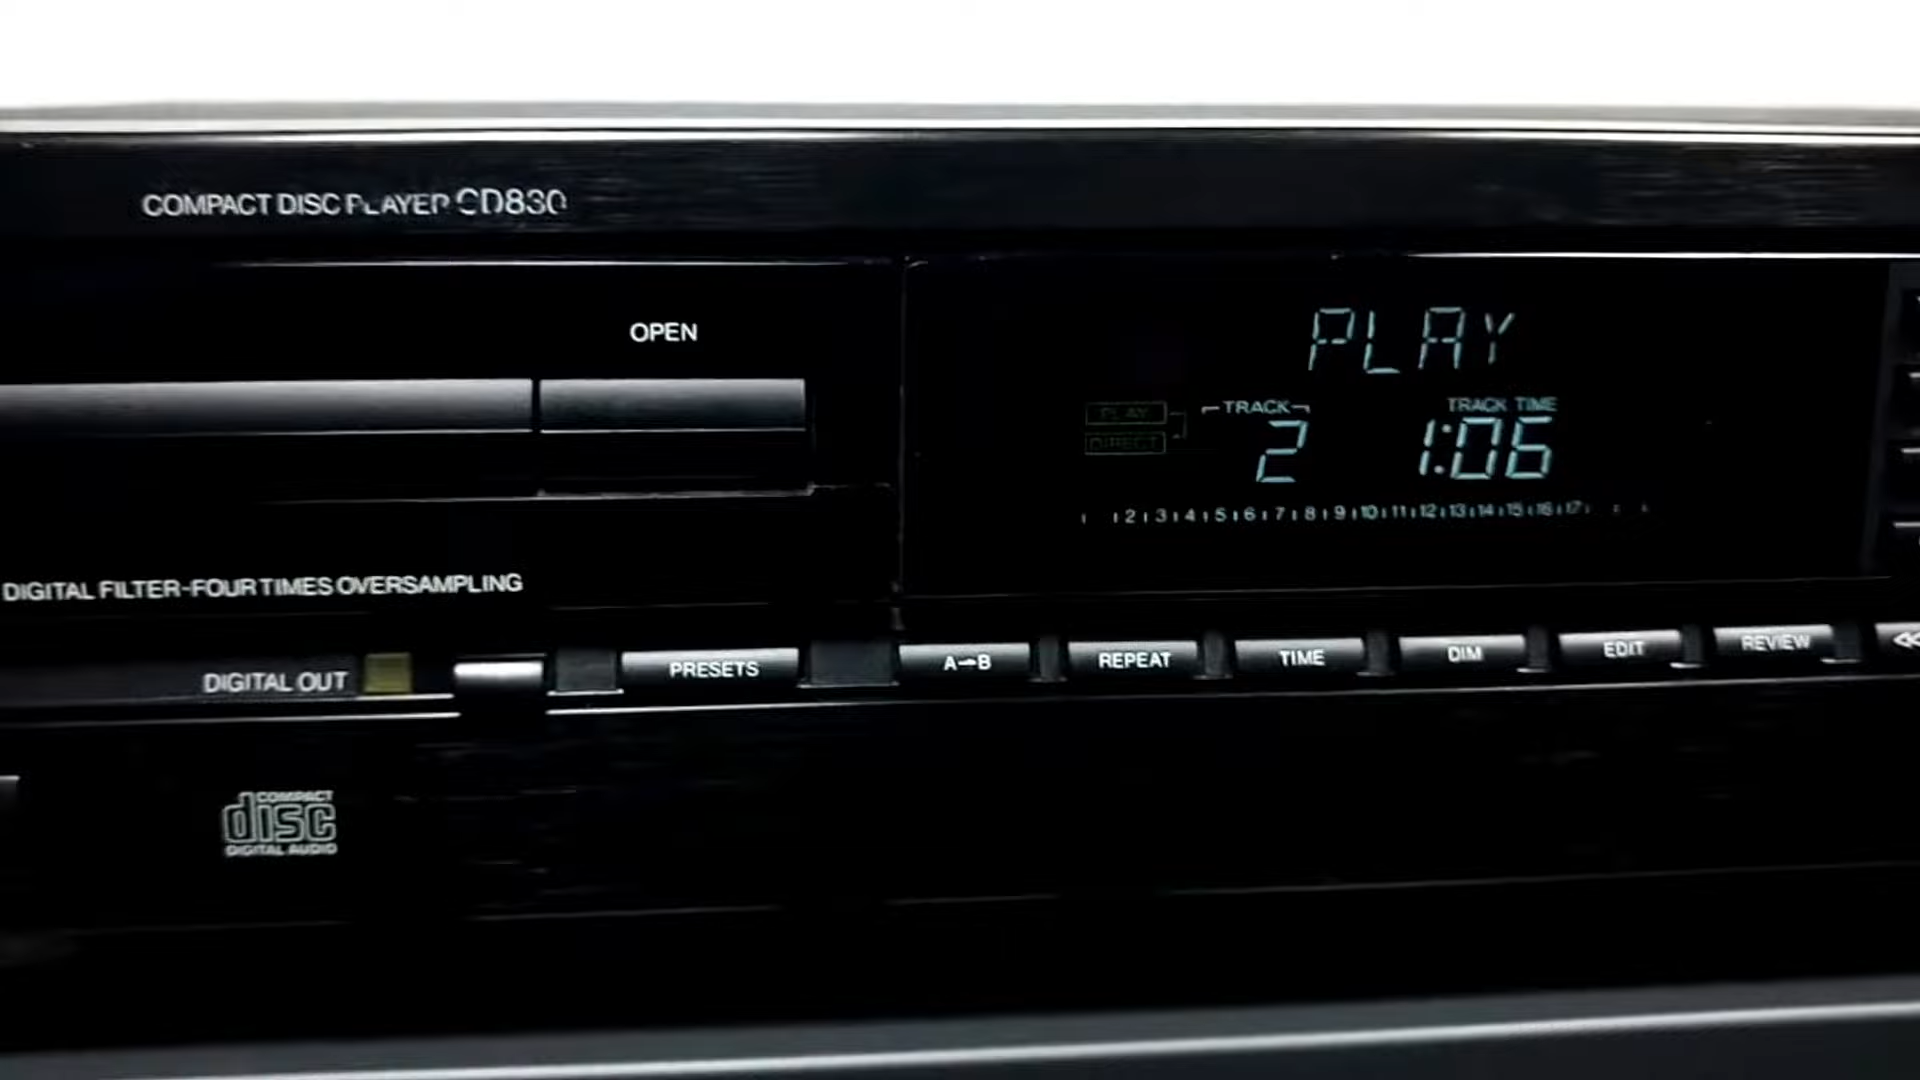 COMPACT DISC PLAYER CD830
OPEN
PLAY
PLAY
DIRECT
TRACK
TRACK TIME
2
1:06
1 2 3 4 5 6 7 8 9 10 11 12 13 14 15 16 17
DIGITAL FILTER-FOUR TIMES OVERSAMPLING
DIGITAL OUT
PRESETS
A→B
REPEAT
TIME
DIM
EDIT
REVIEW
COMPACT
disc
DIGITAL AUDIO